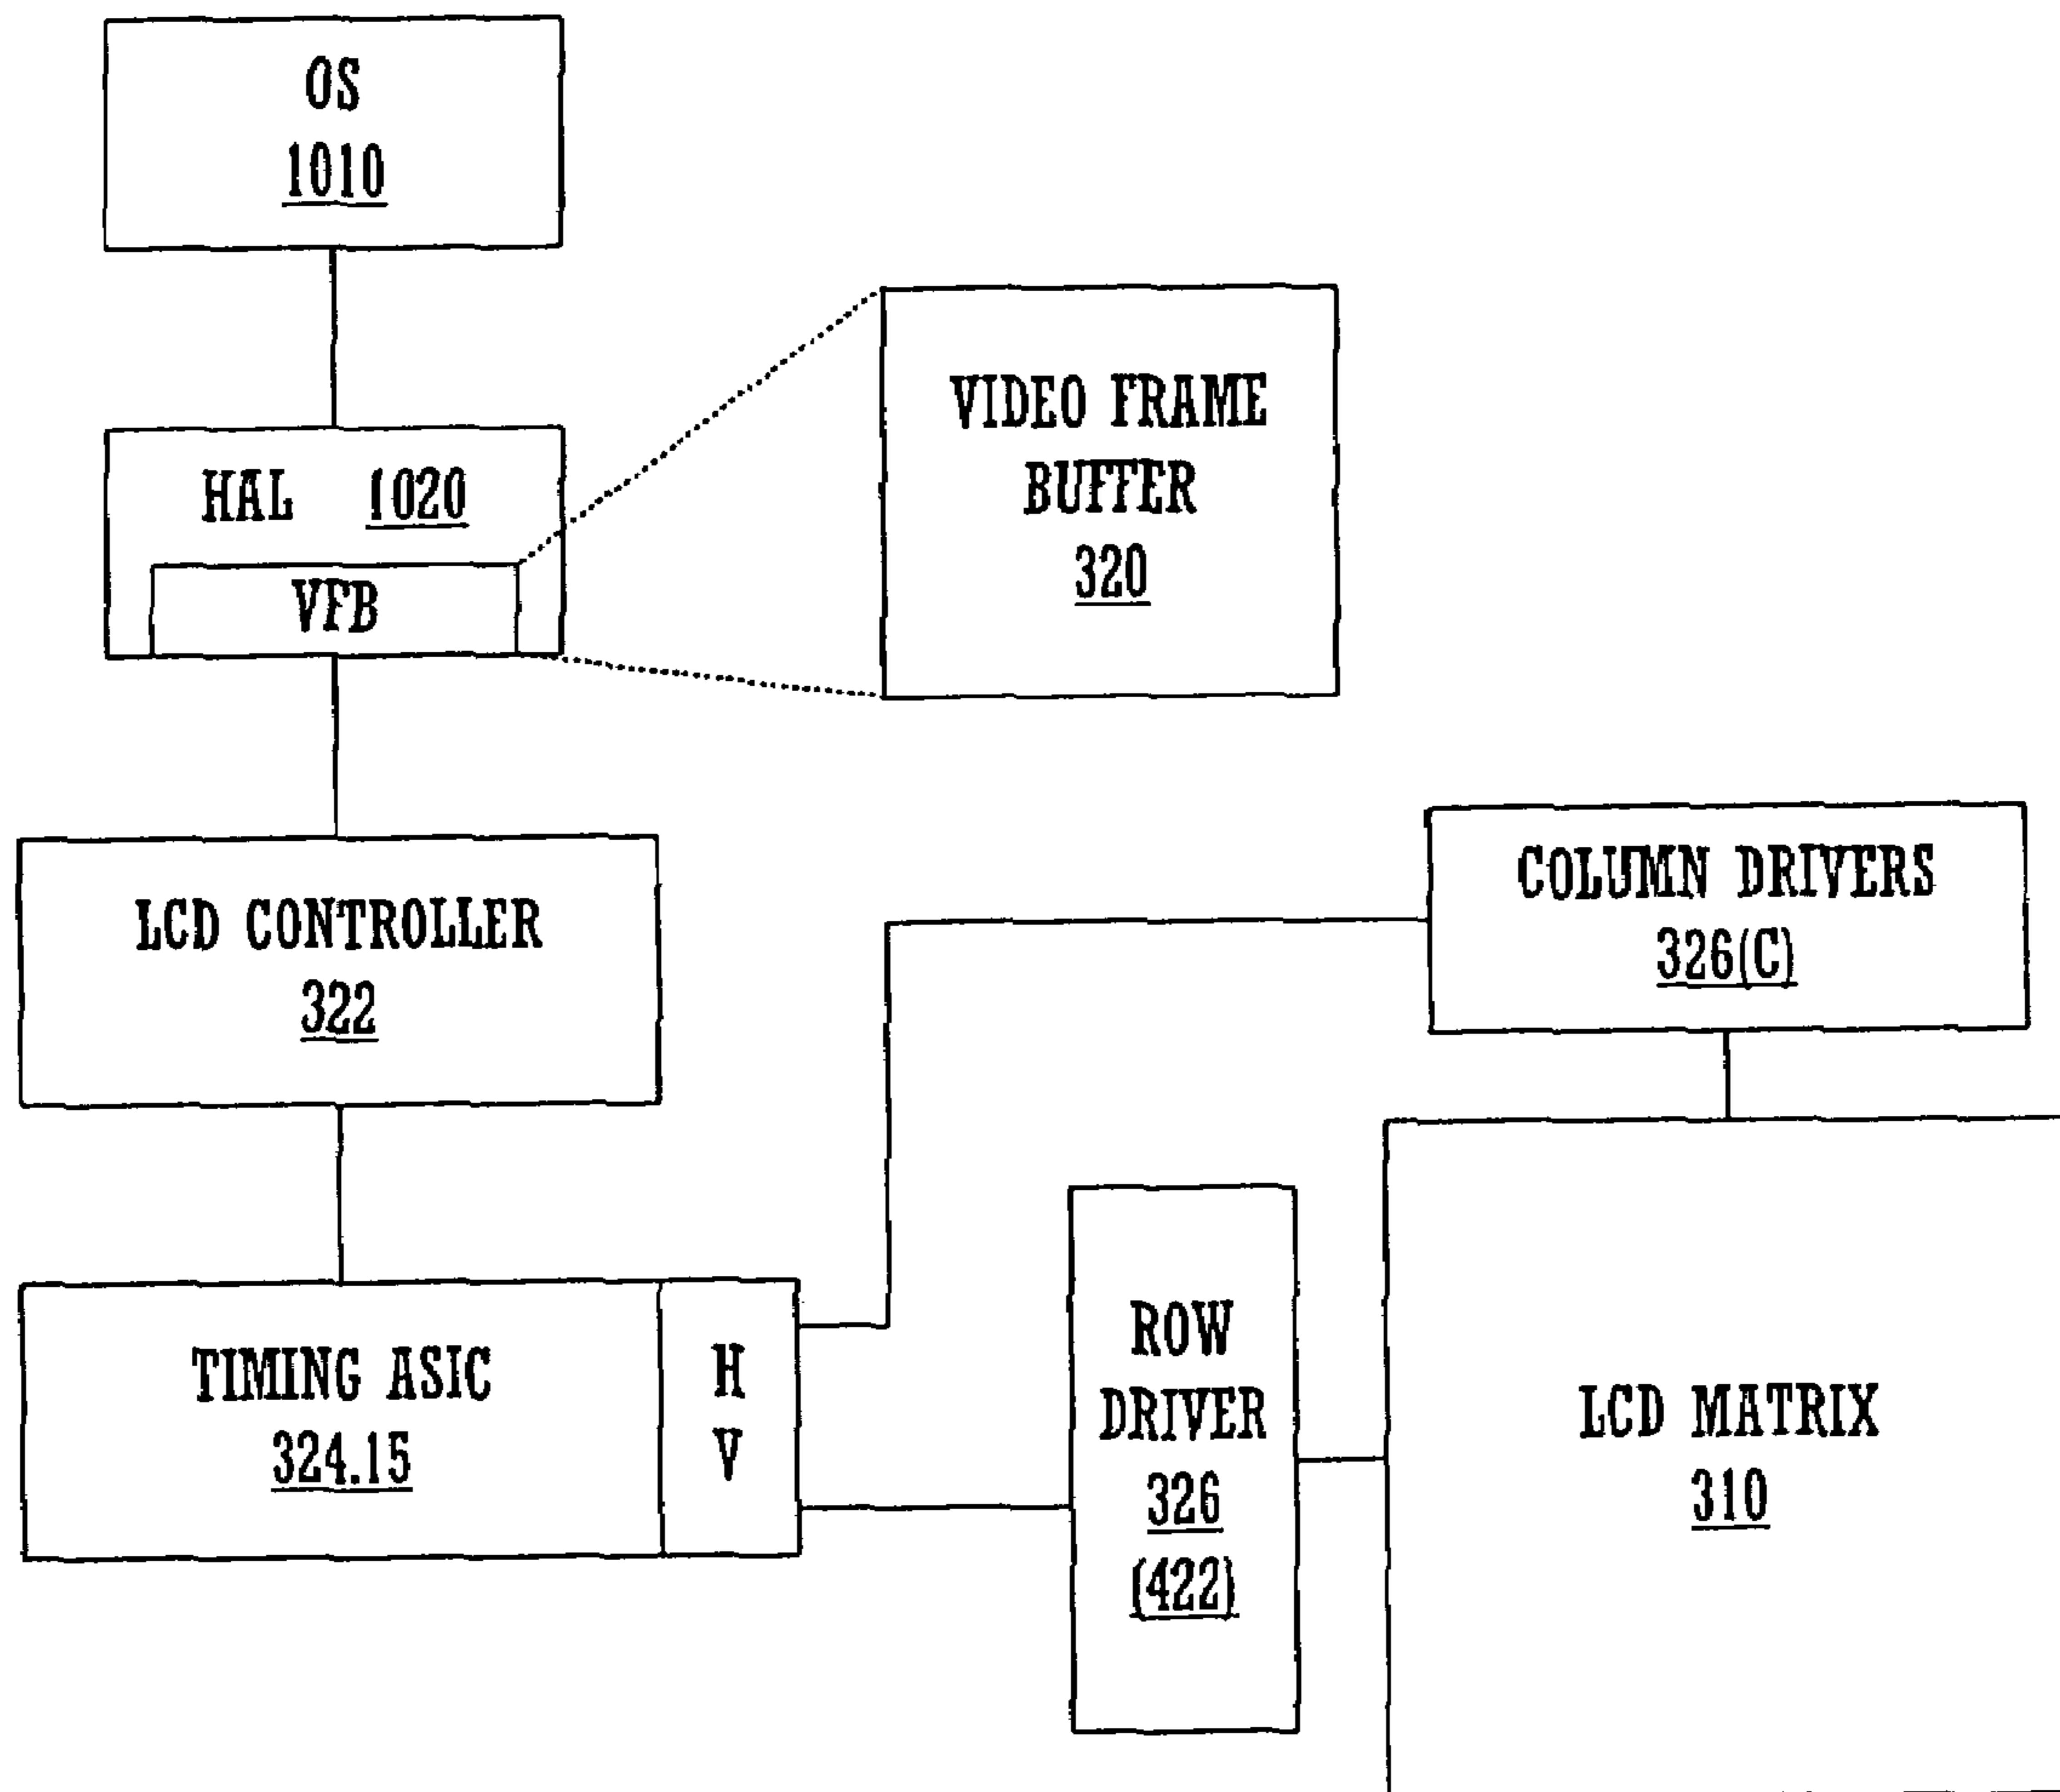 OS
1010
HAL 1020
VFB
VIDEO FRAME
BUFFER
320
LCD CONTROLLER
322
COLUMN DRIVERS
326(C)
TIMING ASIC
324.15
H
V
ROW
DRIVER
326
(422)
LCD MATRIX
310